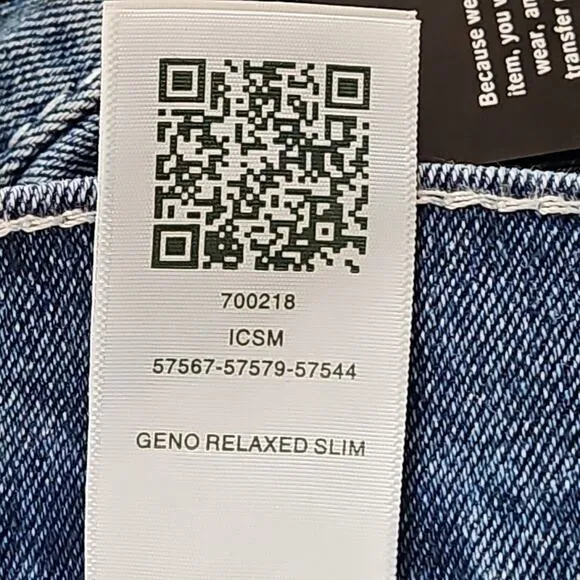 700218
ICSM
57567-57579-57544
GENO RELAXED SLIM
Because we
item, you
wear, an
transfer